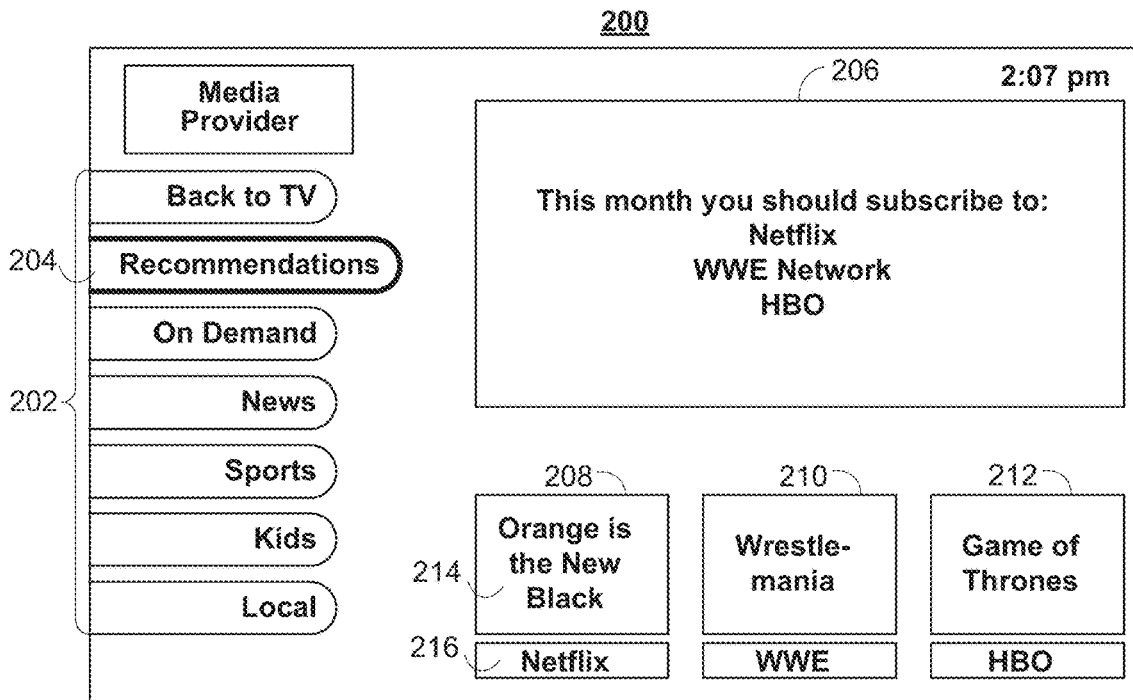 200
206
2:07 pm
Media
Provider
Back to TV
204
Recommendations
On Demand
202
News
Sports
Kids
Local
This month you should subscribe to:
Netflix
WWE Network
HBO
208
210
212
Orange is
the New
Black
214
Wrestle-
mania
Game of
Thrones
216
Netflix
WWE
HBO